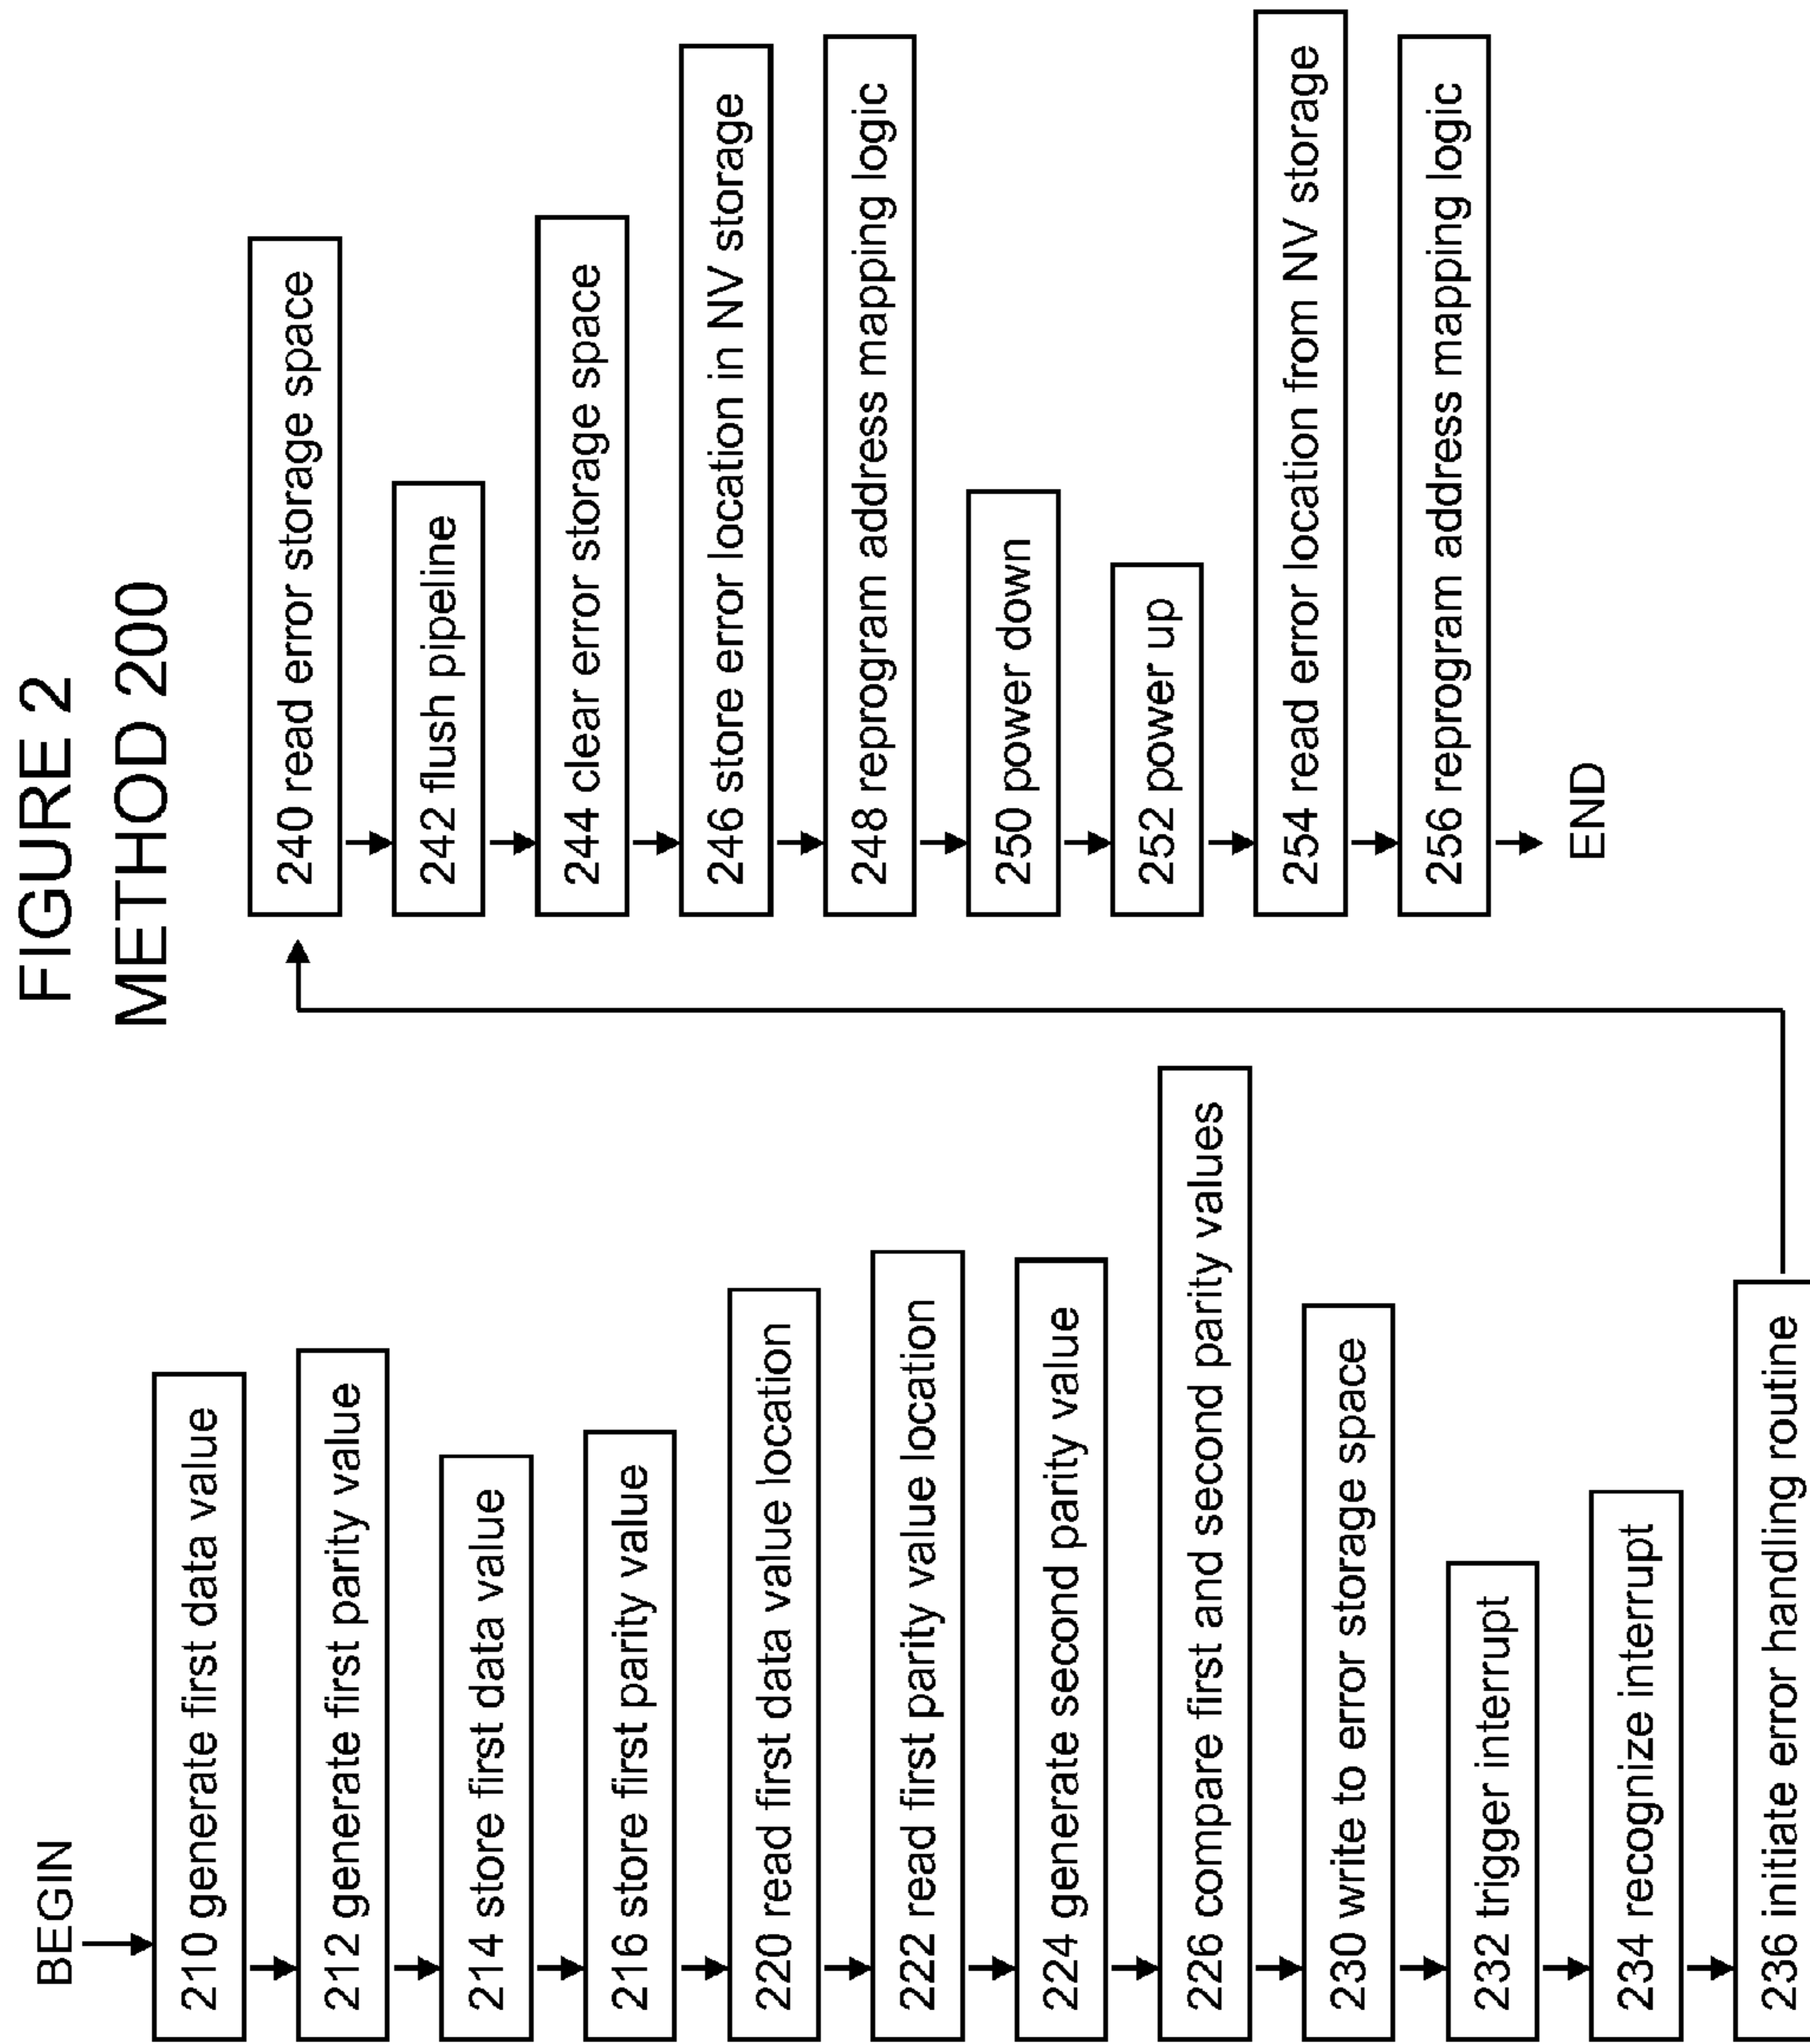 FIGURE 2
METHOD 200
BEGIN
210 generate first data value
212 generate first parity value
214 store first data value
216 store first parity value
220 read first data value location
222 read first parity value location
224 generate second parity value
226 compare first and second parity values
230 write to error storage space
232 trigger interrupt
234 recognize interrupt
236 initiate error handling routine
240 read error storage space
242 flush pipeline
244 clear error storage space
246 store error location in NV storage
248 reprogram address mapping logic
250 power down
252 power up
254 read error location from NV storage
256 reprogram address mapping logic
END